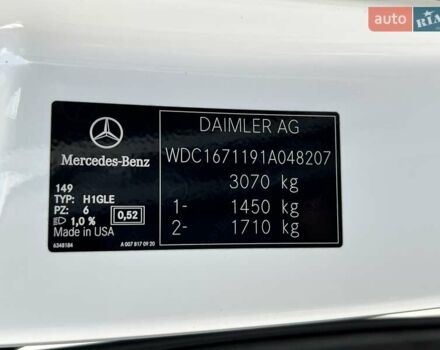 auto RIA
DAIMLER AG
Mercedes-Benz
WDC1671191A048207
3070 kg
149
TYP: H1GLE
PZ: 6
0,52
1,0 %
1- 1450 kg
Made in USA
2- 1710 kg
6348184
A 007 817 09 20